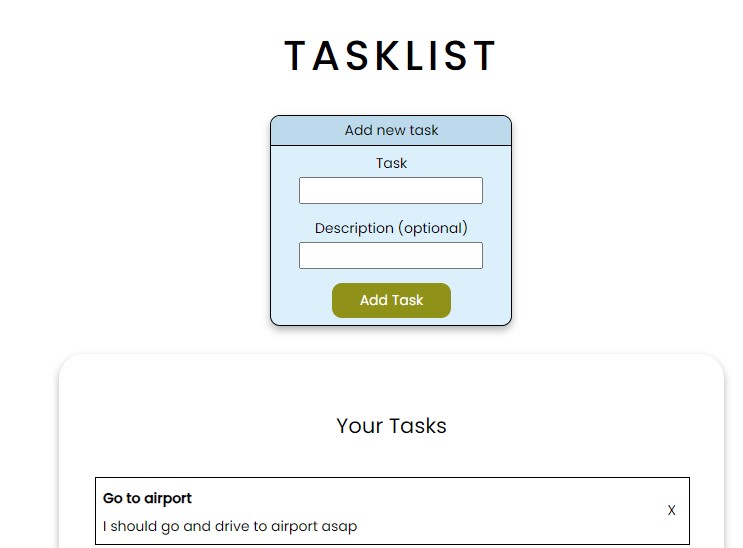 TASKLIST
Add new task
Task
Description (optional)
Add Task
Your Tasks
Go to airport
X
I should go and drive to airport asap